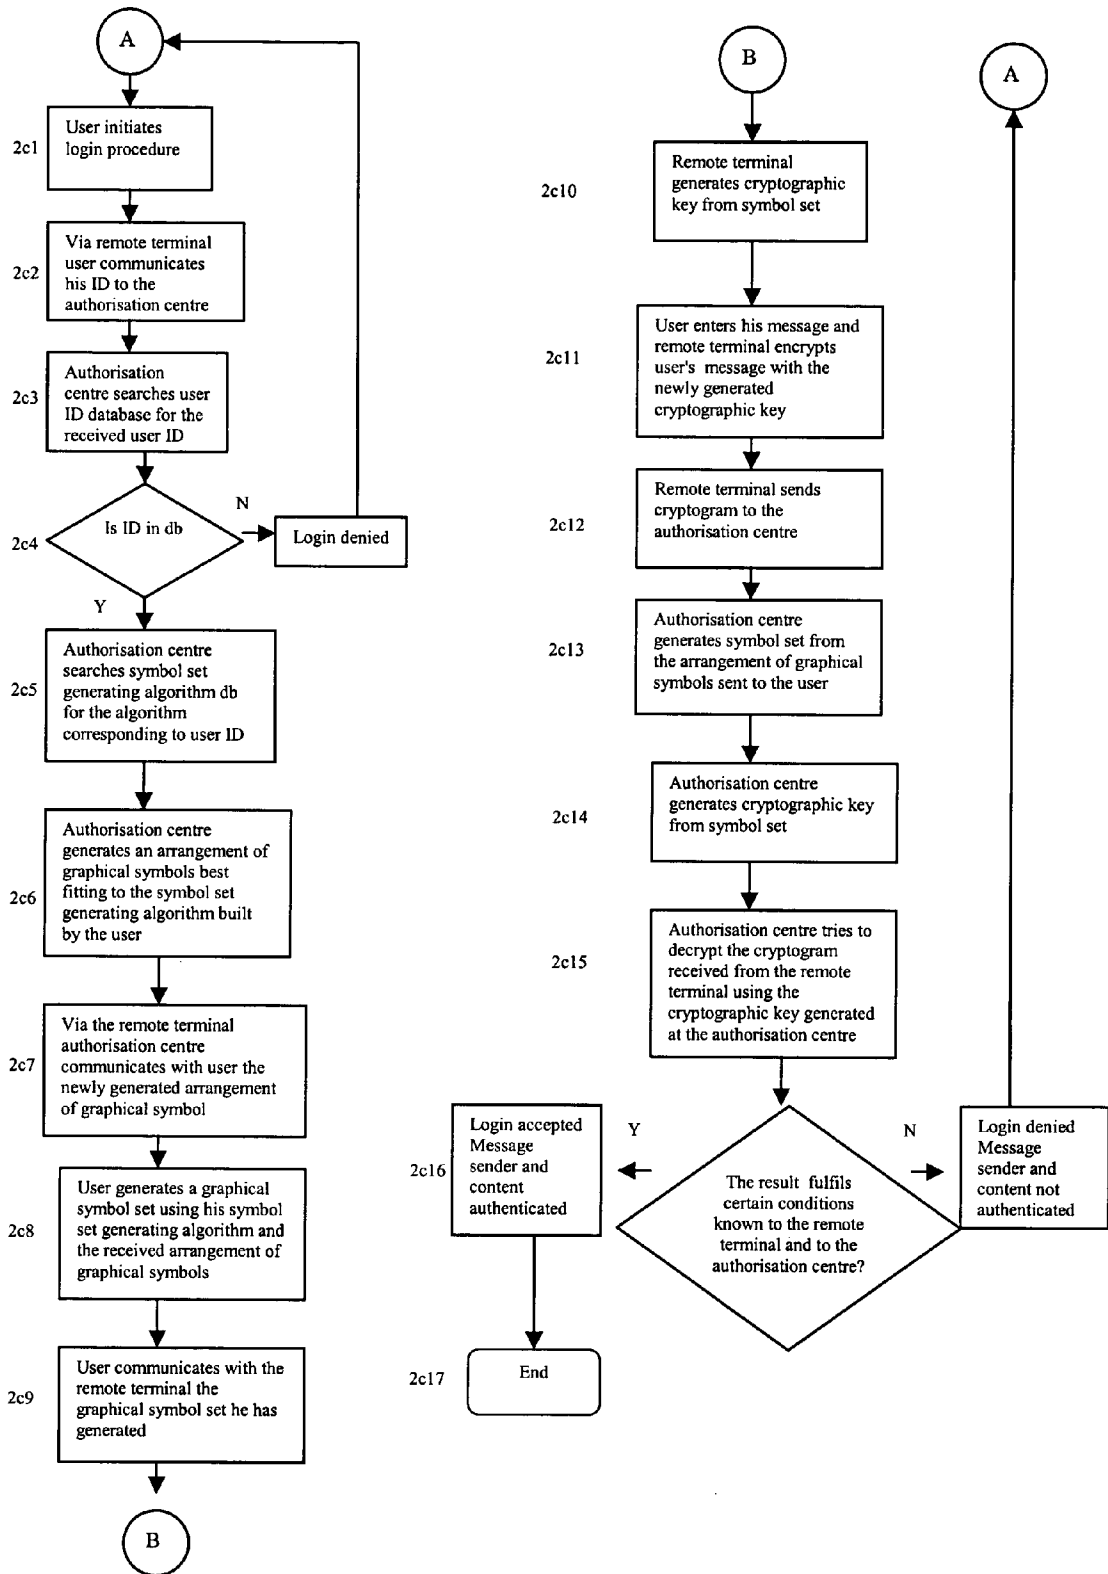 A
2c1
User initiates
login procedure
2c2
Via remote terminal
user communicates
his ID to the
authorisation centre
2c3
Authorisation
centre searches user
ID database for the
received user ID
2c4
Is ID in db
N
Login denied
Y
2c5
Authorisation centre
searches symbol set
generating algorithm db
for the algorithm
corresponding to user ID
2c6
Authorisation centre
generates an arrangement of
graphical symbols best
fitting to the symbol set
generating algorithm built
by the user
2c7
Via the remote terminal
authorisation centre
communicates with user the
newly generated arrangement
of graphical symbol
2c8
User generates a graphical
symbol set using his symbol
set generating algorithm and
the received arrangement of
graphical symbols
2c9
User communicates with the
remote terminal the
graphical symbol set he has
generated
B
B
2c10
Remote terminal
generates cryptographic
key from symbol set
2c11
User enters his message and
remote terminal encrypts
user's message with the
newly generated
cryptographic key
2c12
Remote terminal sends
cryptogram to the
authorisation centre
2c13
Authorisation centre
generates symbol set from
the arrangement of graphical
symbols sent to the user
2c14
Authorisation centre
generates cryptographic key
from symbol set
2c15
Authorisation centre tries to
decrypt the cryptogram
received from the remote
terminal using the
cryptographic key generated
at the authorisation centre
The result fulfils
certain conditions
known to the remote
terminal and to the
authorisation centre?
Y
2c16
Login accepted
Message
sender and
content
authenticated
2c17
End
N
Login denied
Message
sender and
content not
authenticated
A